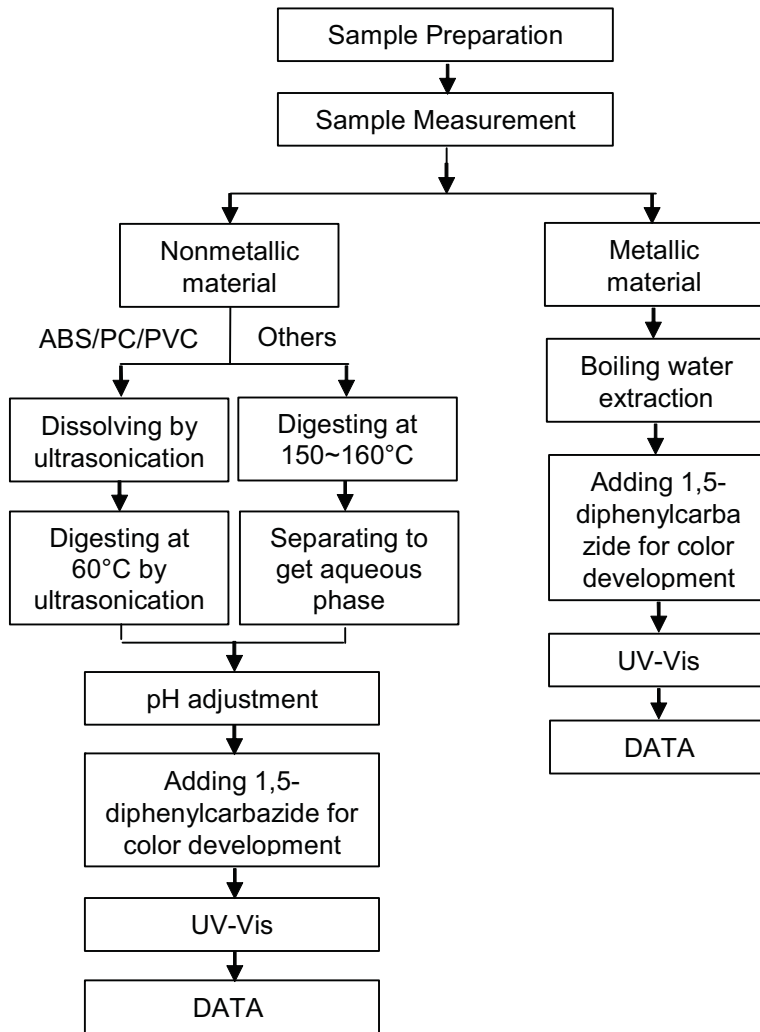 Sample Preparation
Sample Measurement
Nonmetallic
material
Metallic
material
ABS/PC/PVC
Others
Dissolving by
ultrasonication
Digesting at
150~160°C
Boiling water
extraction
Digesting at
60°C by
ultrasonication
Separating to
get aqueous
phase
Adding 1,5-
diphenylcarba
zide for color
development
pH adjustment
UV-Vis
DATA
Adding 1,5-
diphenylcarbazide for
color development
UV-Vis
DATA